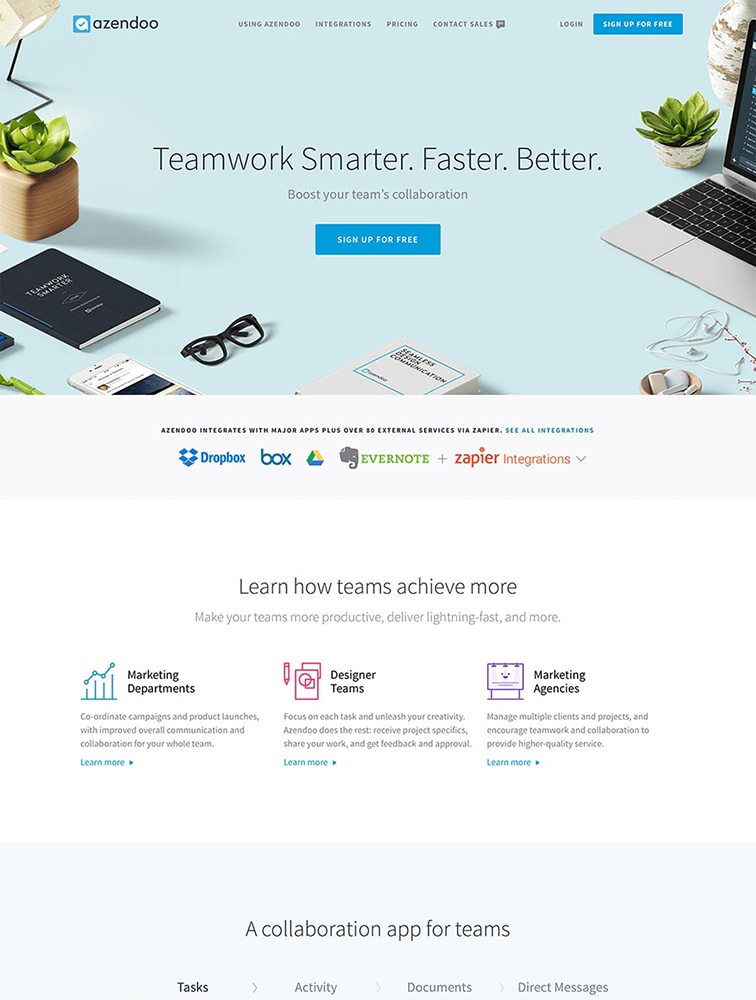 azendoo
USING AZENDOO INTEGRATIONS PRICING CONTACT SALES
LOGIN SIGN UP FOR FREE
Teamwork Smarter. Faster. Better.
Boost your team's collaboration
SIGN UP FOR FREE
TEAMWORK
SMARTER
azendoo
SEAMLESS
DESIGN
COMMUNICATION
azendoo
AZENDOO INTEGRATES WITH MAJOR APPS PLUS OVER 80 EXTERNAL SERVICES VIA ZAPIER. SEE ALL INTEGRATIONS
Dropbox box EVERNOTE + zapier Integrations
Learn how teams achieve more
Make your teams more productive, deliver lightning-fast, and more.
Marketing
Departments
Co-ordinate campaigns and product launches,
with improved overall communication and
collaboration for your whole team.
Learn more
Designer
Teams
Focus on each task and unleash your creativity.
Azendoo does the rest: receive project specifics,
share your work, and get feedback and approval.
Learn more
Marketing
Agencies
Manage multiple clients and projects, and
encourage teamwork and collaboration to
provide higher-quality service.
Learn more
A collaboration app for teams
Tasks Activity Documents Direct Messages